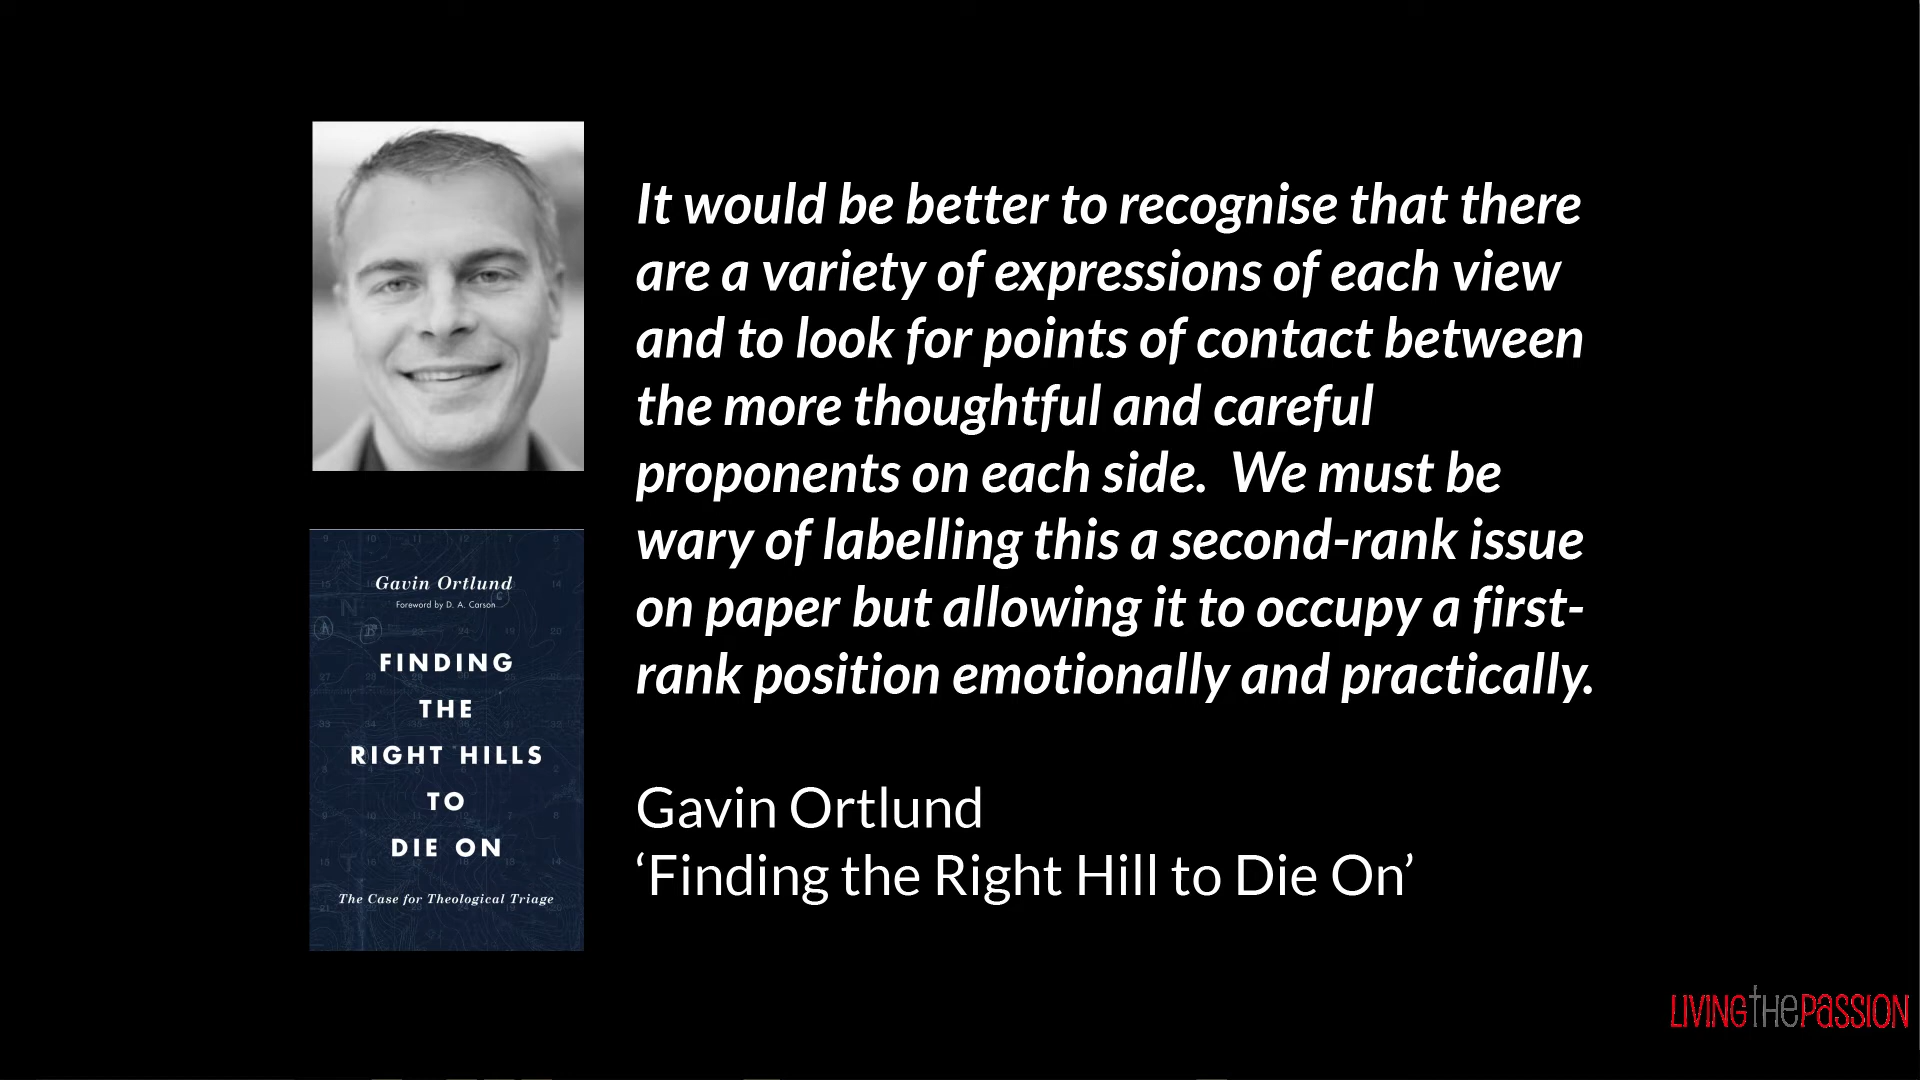 It would be better to recognise that there
are a variety of expressions of each view
and to look for points of contact between
the more thoughtful and careful
proponents on each side.  We must be
wary of labelling this a second-rank issue
on paper but allowing it to occupy a first-
rank position emotionally and practically.
Gavin Ortlund
‘Finding the Right Hill to Die On’
Gavin Ortlund
Foreword by D. A. Carson
FINDING
THE
RIGHT HILLS
TO
DIE ON
The Case for Theological Triage
LIVINGthePASSION